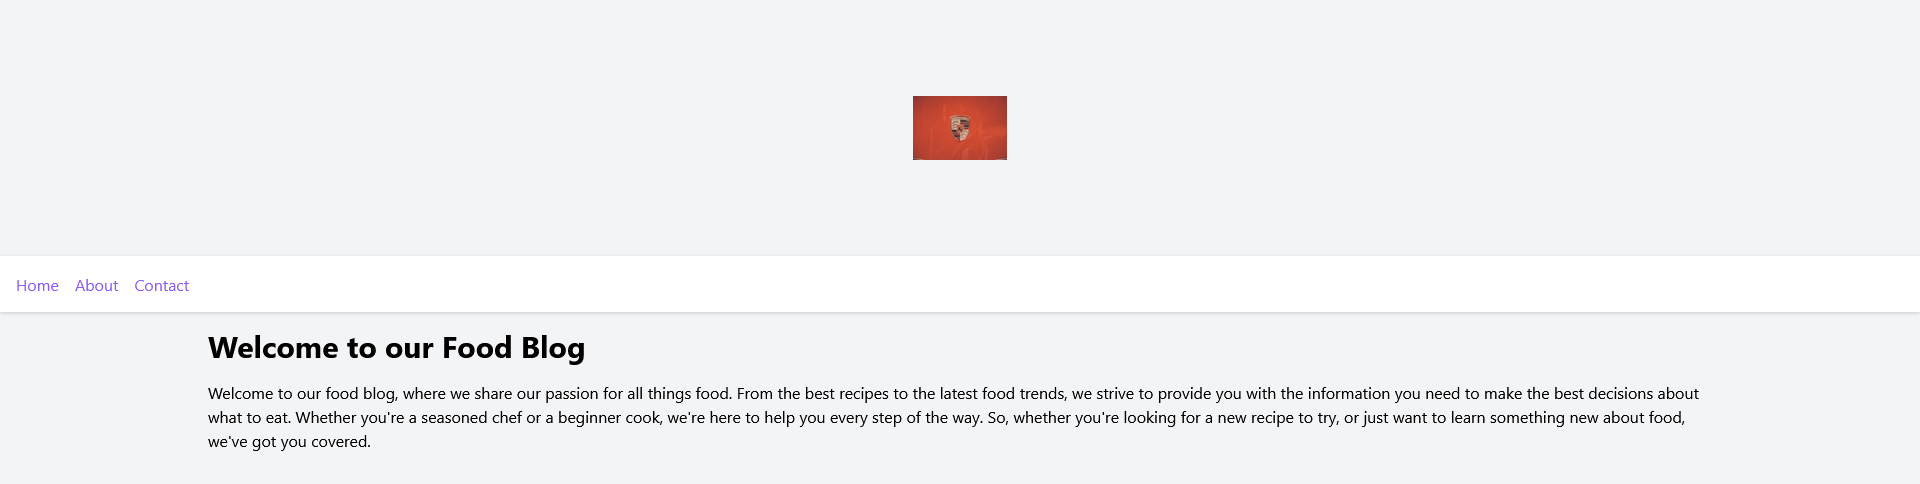 Home About Contact
Welcome to our Food Blog
Welcome to our food blog, where we share our passion for all things food. From the best recipes to the latest food trends, we strive to provide you with the information you need to make the best decisions about
what to eat. Whether you're a seasoned chef or a beginner cook, we're here to help you every step of the way. So, whether you're looking for a new recipe to try, or just want to learn something new about food,
we've got you covered.